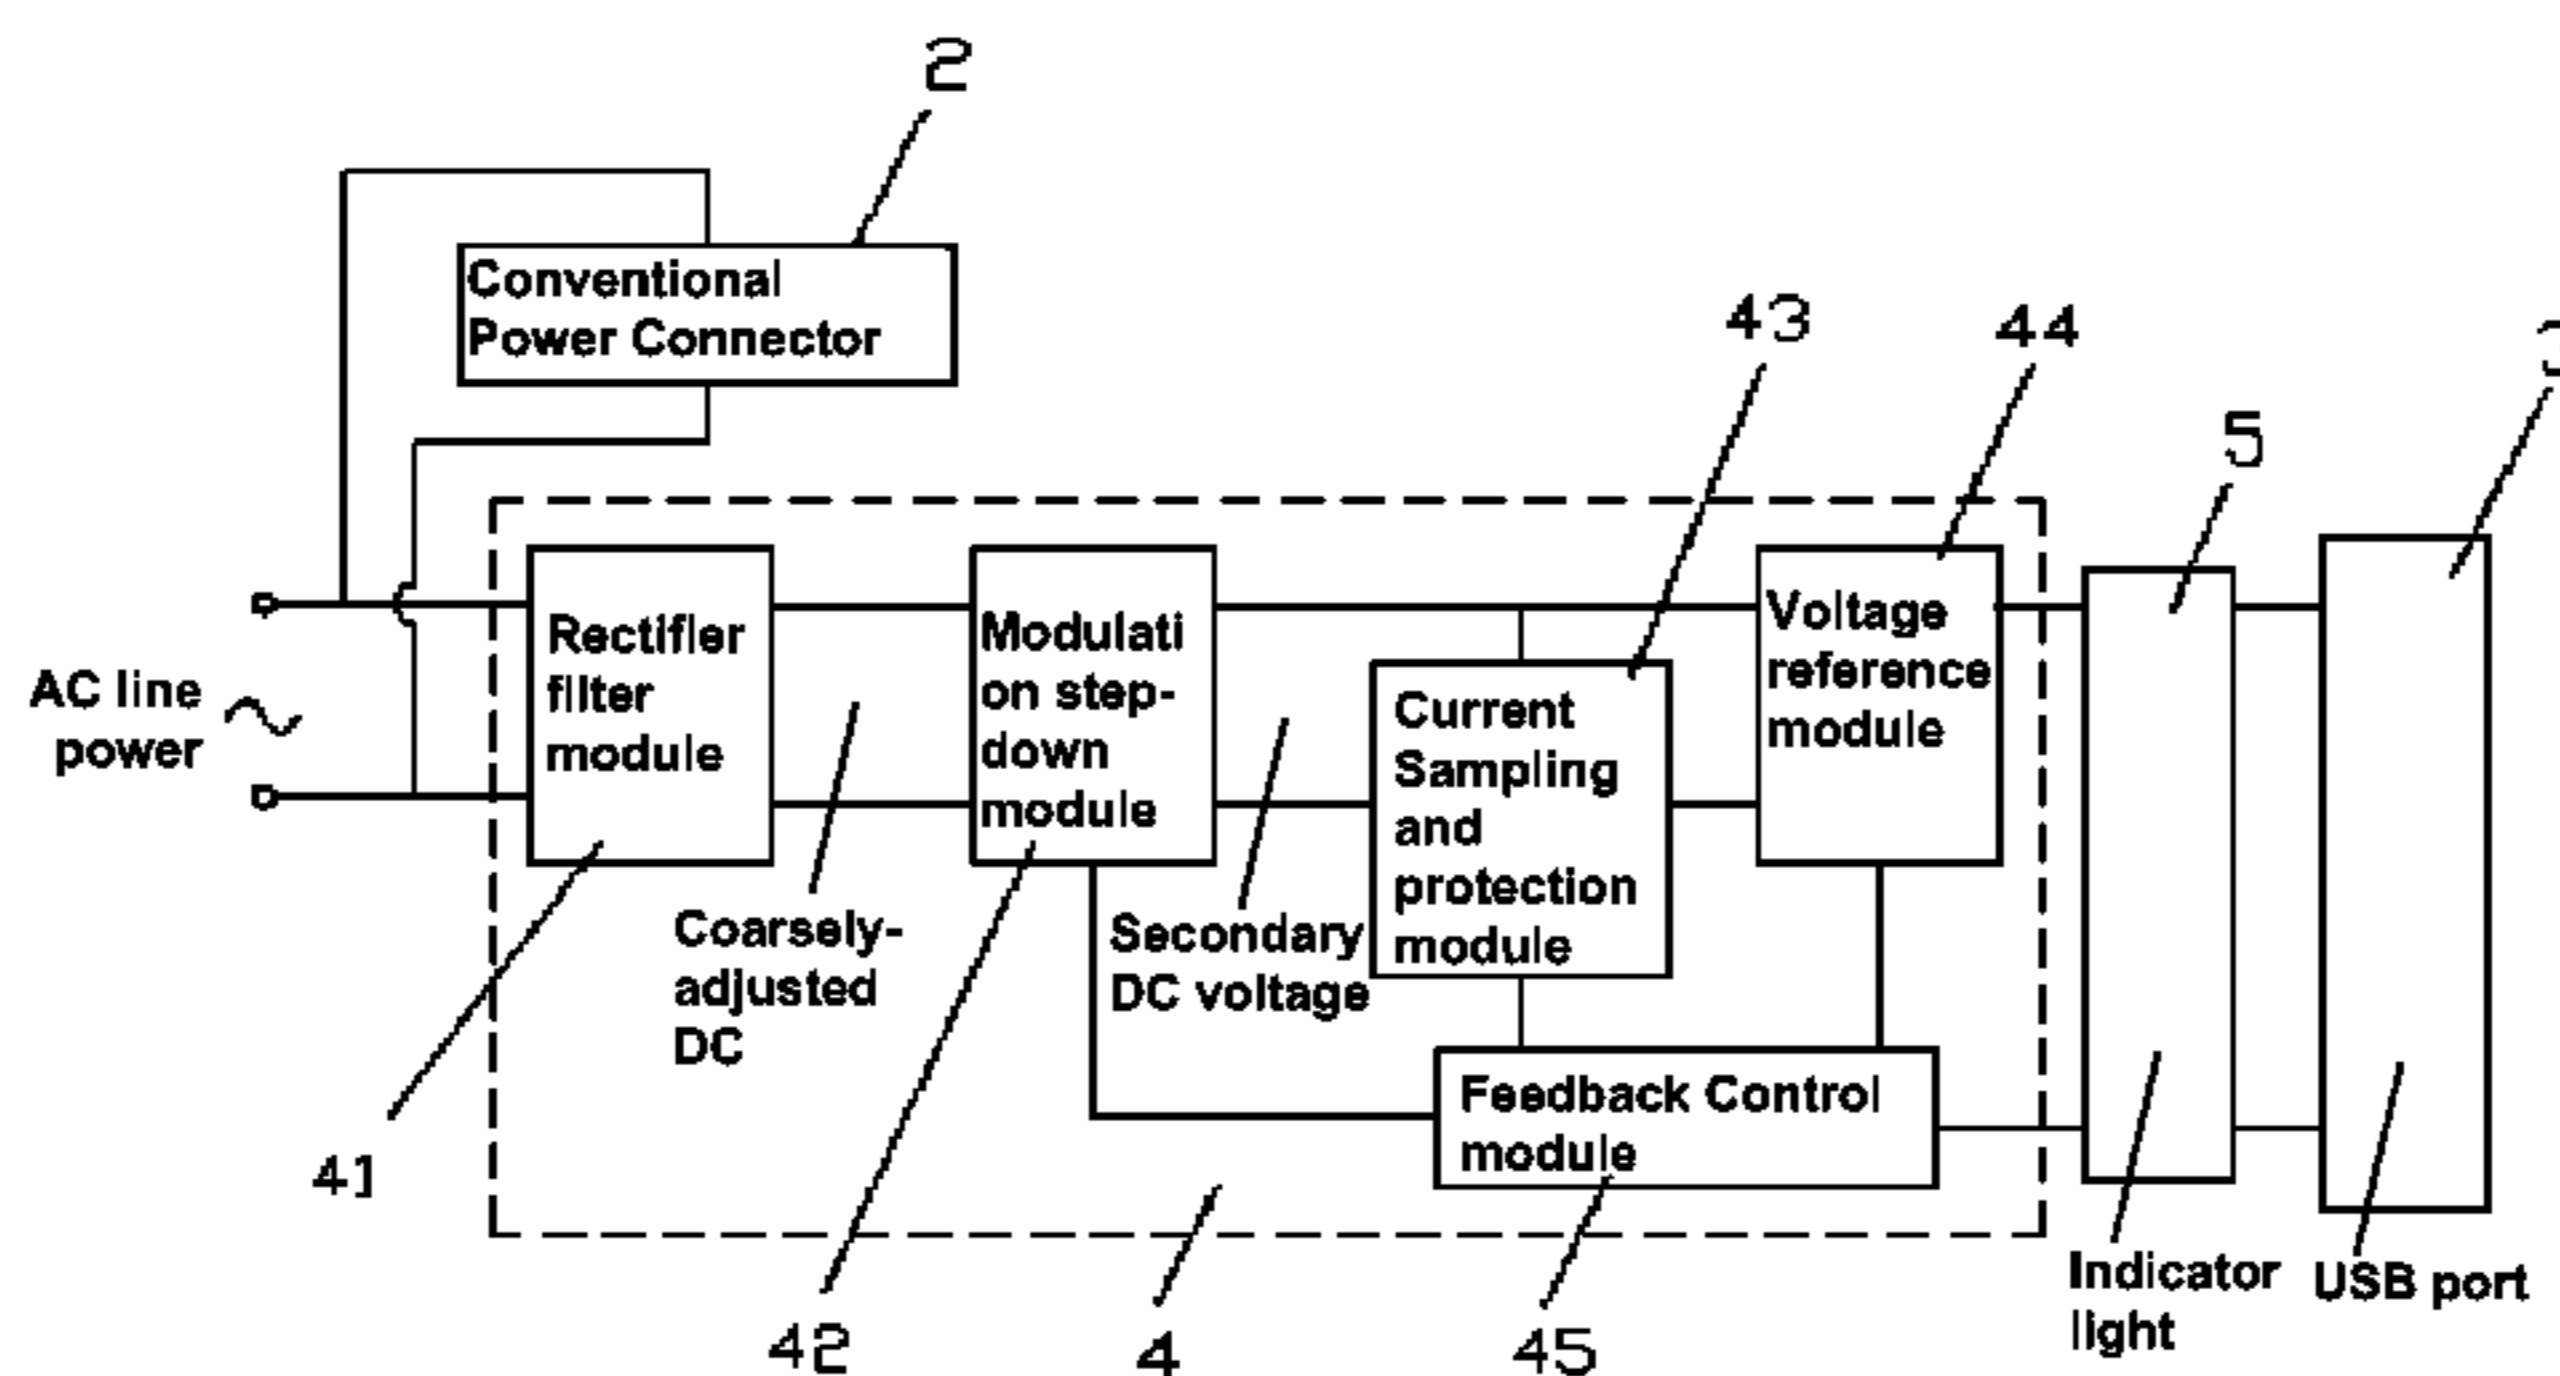 2
Conventional
Power Connector
43
44
5
AC line
power
Rectifier
filter
module
Modulati
on step-
down
module
Current
Sampling
and
protection
module
Voltage
reference
module
Coarsely-
adjusted
DC
Secondary
DC voltage
Feedback Control
module
41
42
4
45
Indicator
light
USB port